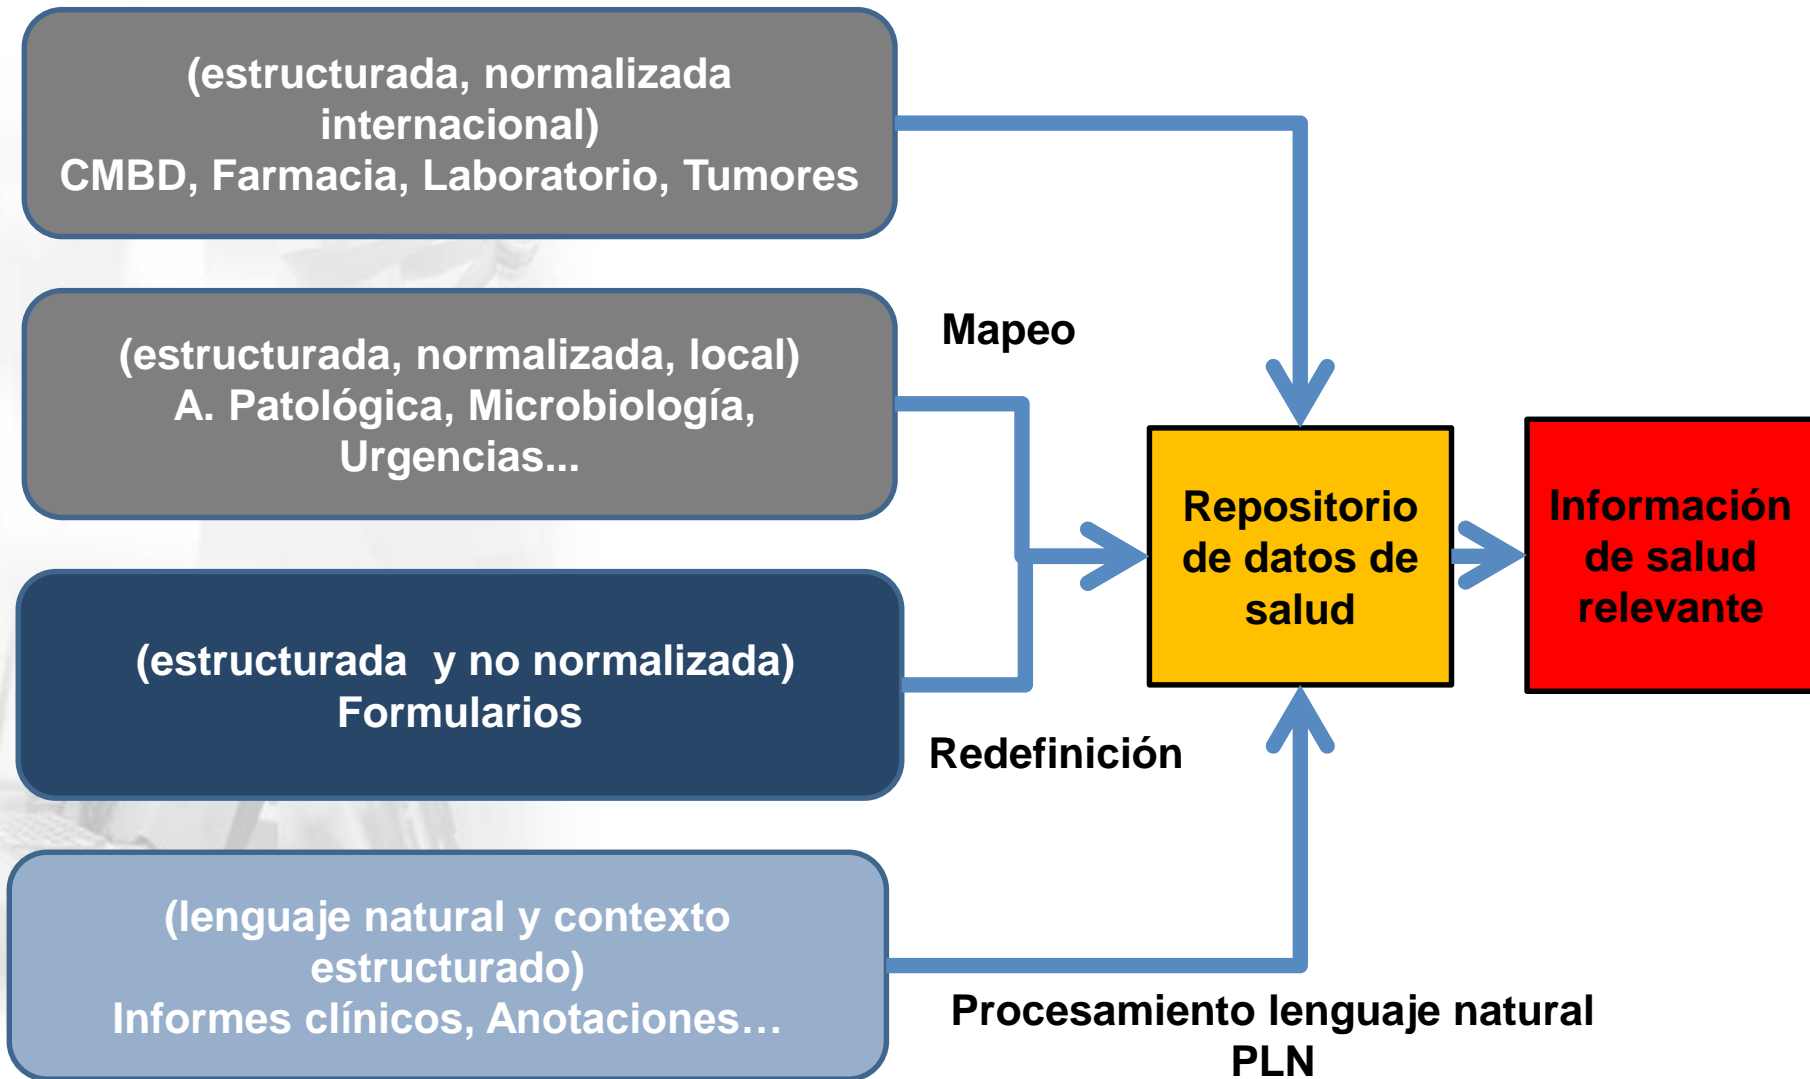 (estructurada, normalizada
internacional)
CMBD, Farmacia, Laboratorio, Tumores
(estructurada, normalizada, local)
A. Patológica, Microbiología,
Urgencias...
Mapeo
(estructurada  y no normalizada)
Formularios
Redefinición
(lenguaje natural y contexto
estructurado)
Informes clínicos, Anotaciones…
Procesamiento lenguaje natural
PLN
Repositorio
de datos de
salud
Información
de salud
relevante